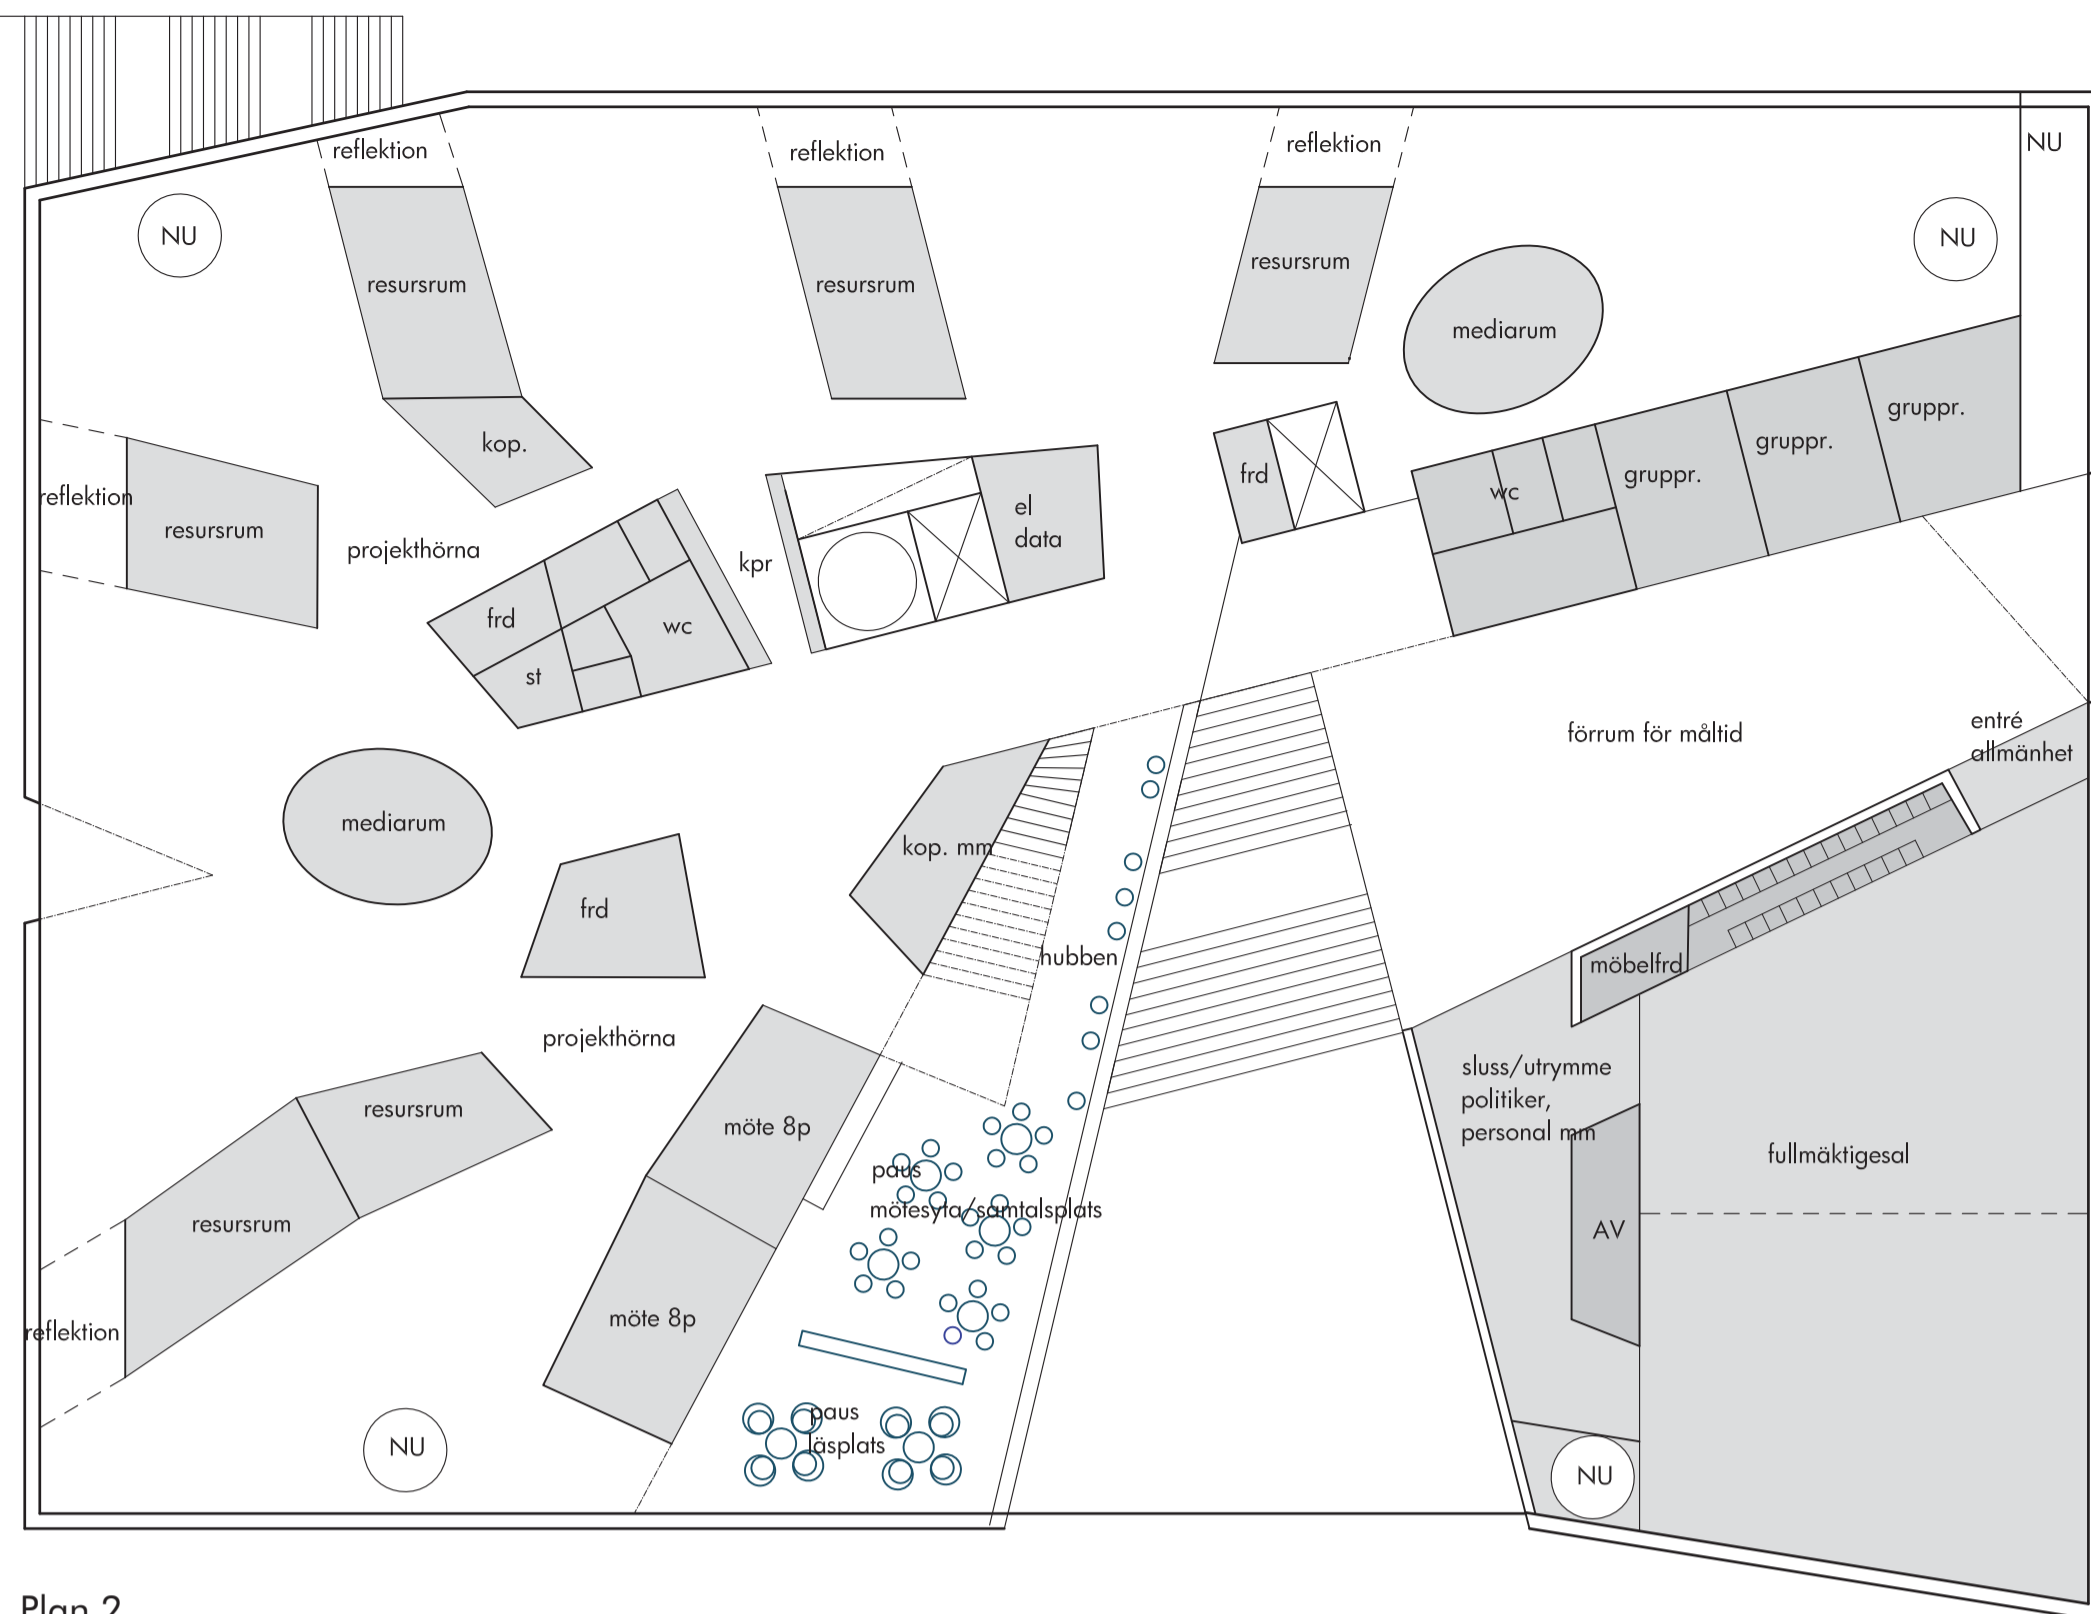 reflektion
reflektion
reflektion
NU
NU
NU
resursrum
resursrum
resursrum
mediarum
kop.
gruppr.
gruppr.
gruppr.
frd
wc
reflektion
resursrum
projekthörna
kpr
el
data
frd
wc
st
förrum för måltid
entré
allmänhet
mediarum
kop. mm
frd
hubben
möbelfrd
projekthörna
sluss/utrymme
politiker,
personal mm
resursrum
möte 8p
fullmäktigesal
paus
mötesyta/samtalsplats
resursrum
AV
reflektion
möte 8p
paus
läsplats
NU
NU
Plan 2